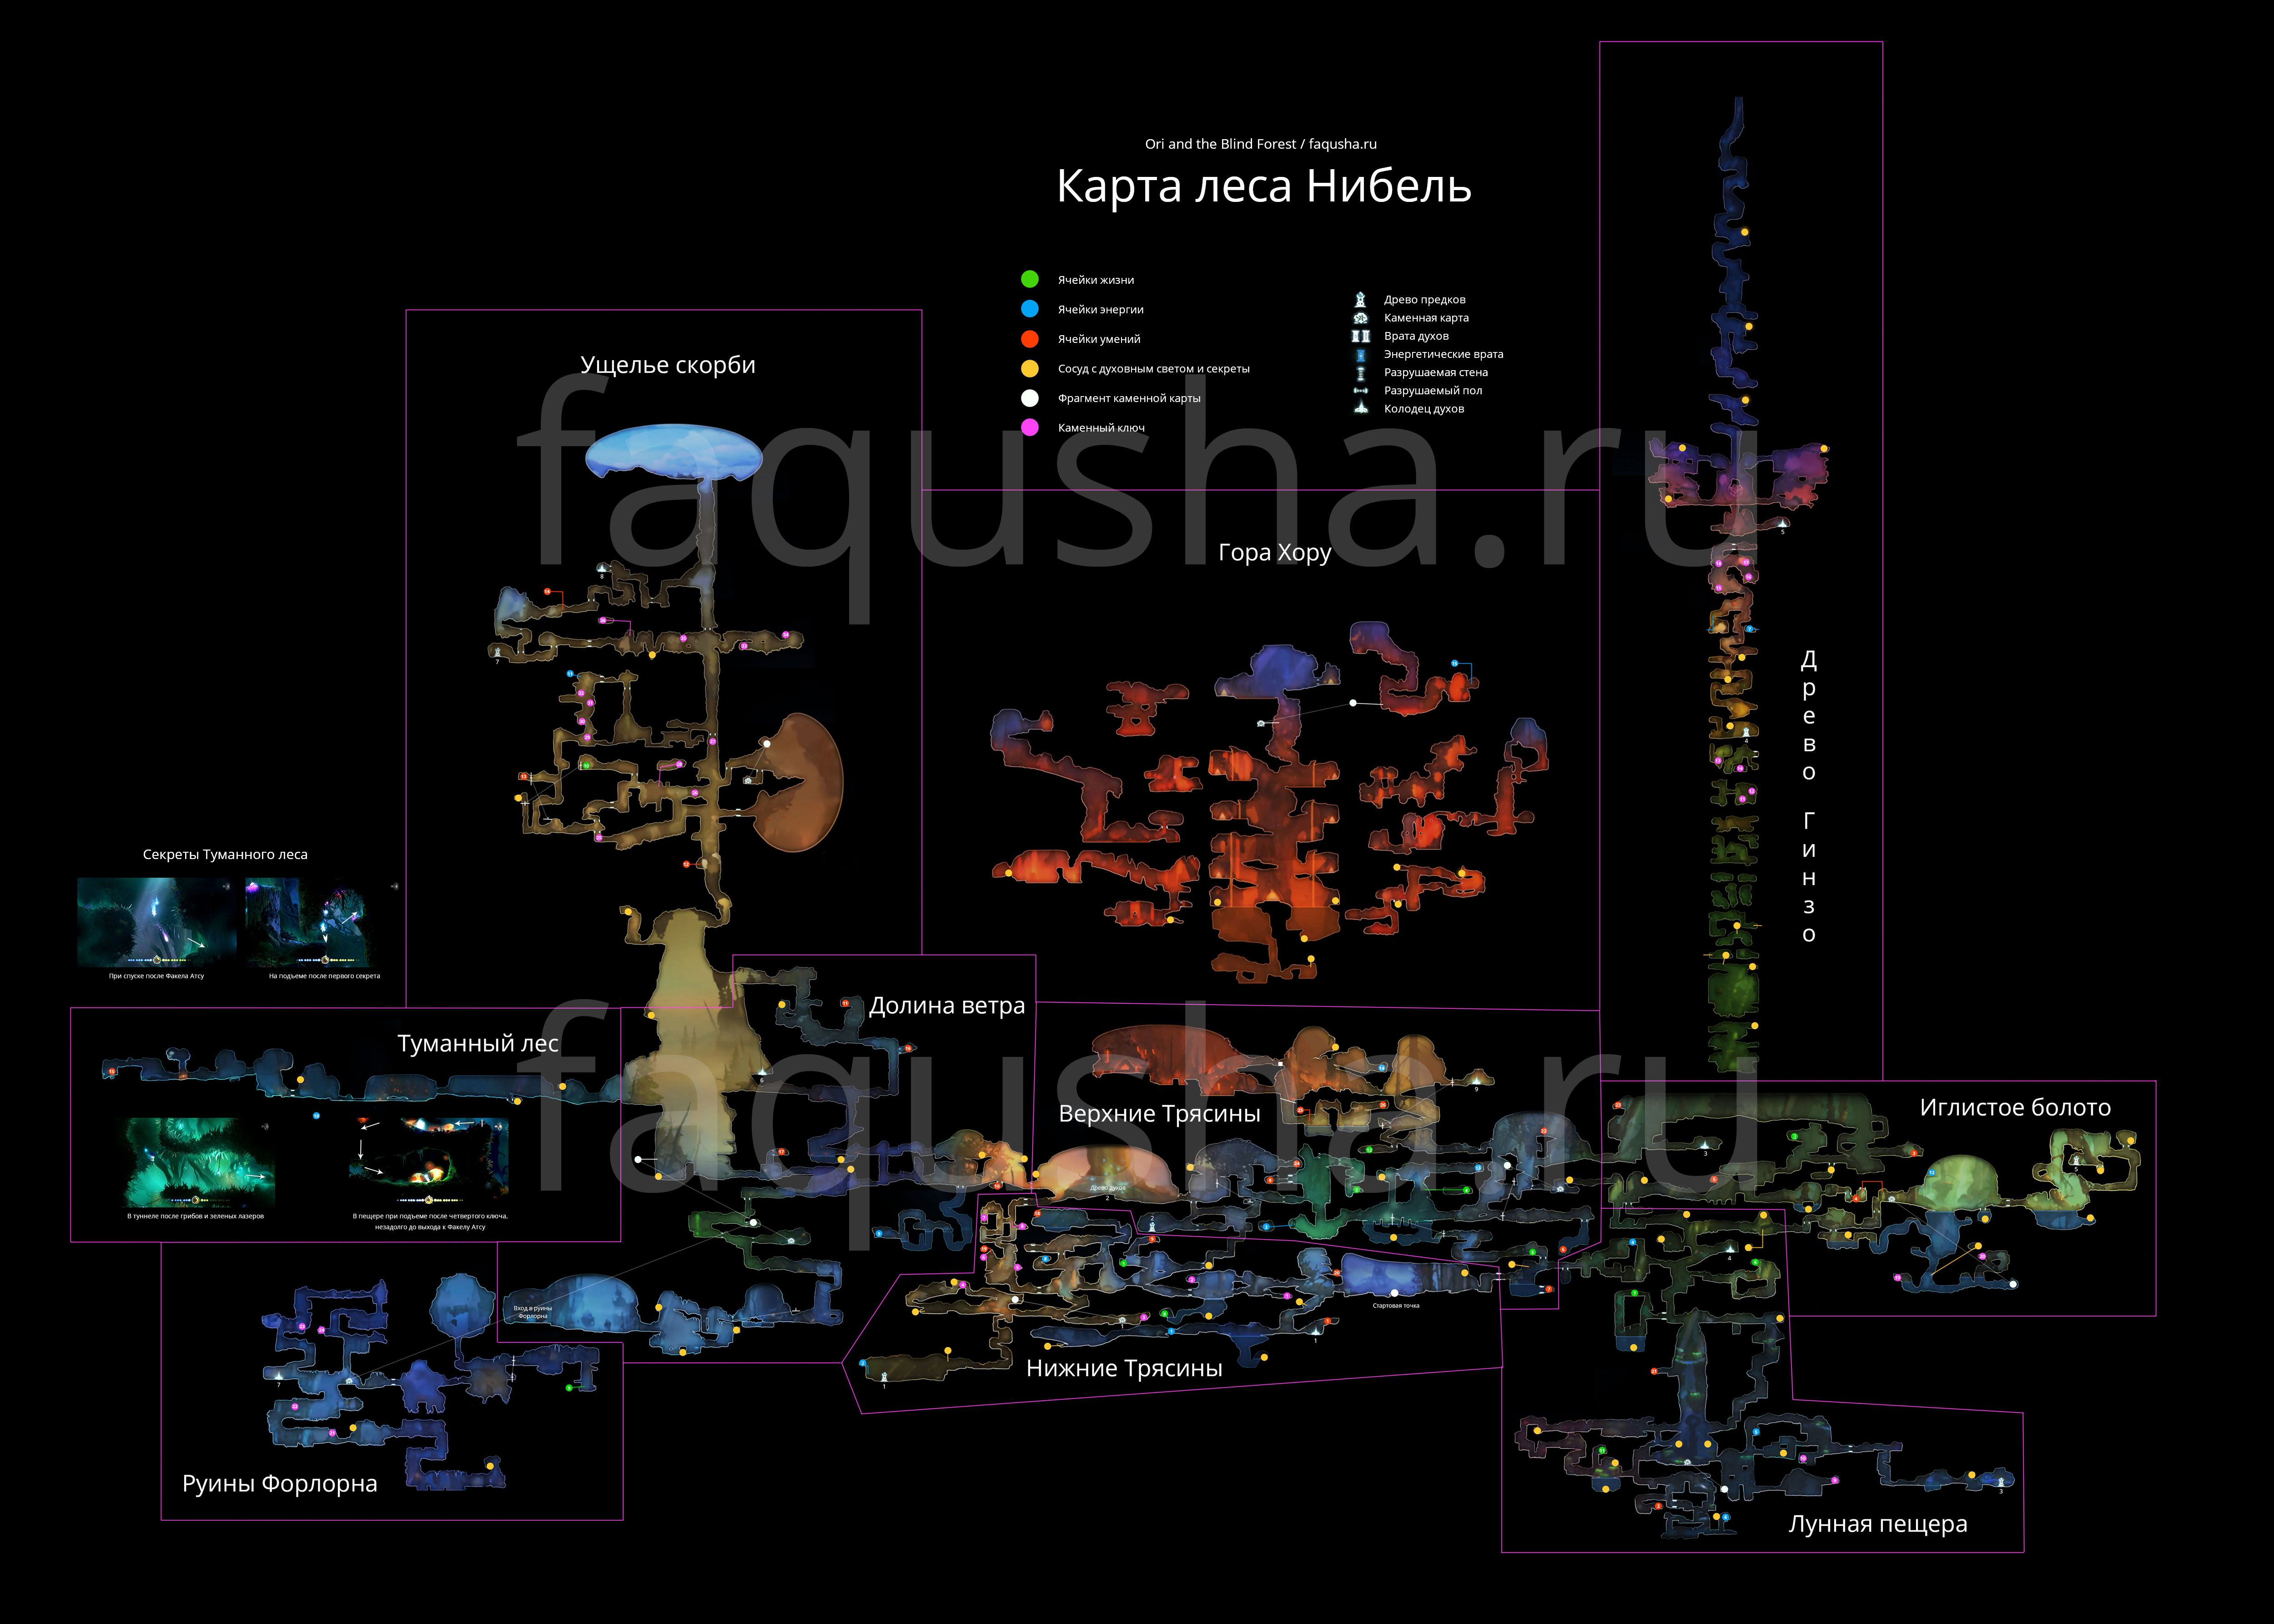 Ori and the Blind Forest / faqusha.ru
Карта леса Нибель
Ячейки жизни
Ячейки энергии
Ячейки умений
Сосуд с духовным светом и секреты
Фрагмент каменной карты
Каменный ключ
Древо предков
Каменная карта
Врата духов
Энергетические врата
Разрушаемая стена
Разрушаемый пол
Колодец духов
faqusha.ru
Ущелье скорби
Гора Хору
Древо Гинзо
Секреты Туманного леса
При спуске после Факела Атсу
На подъеме после первого секрета
Долина ветра
Туманный лес
В туннеле после грибов и зеленых лазеров
В пещере при подъеме после четвертого ключа,
незадолго до выхода к Факелу Атсу
faqusha.ru
Верхние Трясины
Иглистое болото
Древо духов
Вход в руины
Форлорна
Стартовая точка
Нижние Трясины
Руины Форлорна
Лунная пещера